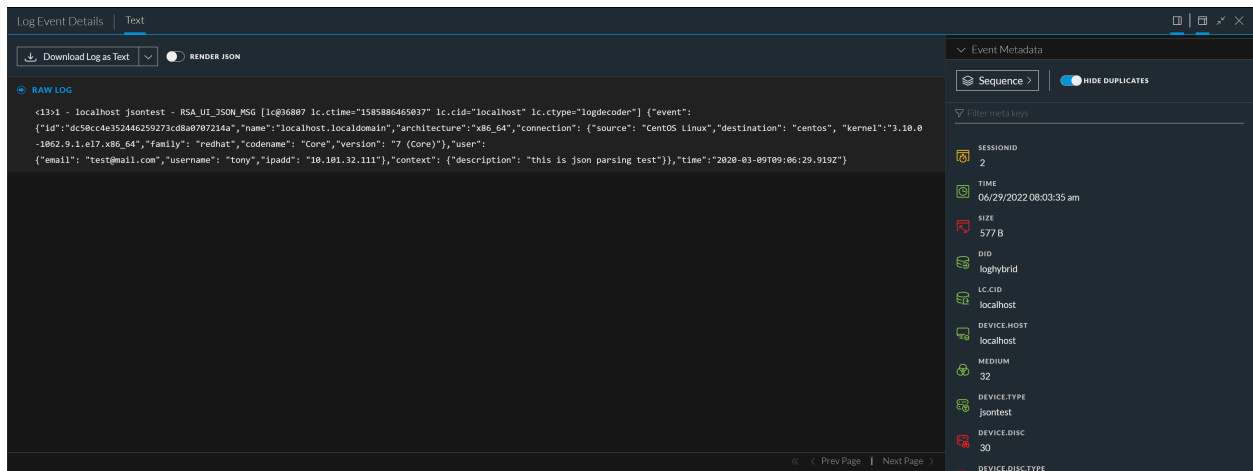 Log Event Details | Text
Download Log as Text
RENDER JSON
RAW LOG
<13>1 - localhost jsontest - RSA_UI_JSON_MSG [lc@36807 lc.ctime="1585886465037" lc.cid="localhost" lc.ctype="logdecoder"] {"event":
{"id":"dc50cc4e352446259273cd8a0707214a","name":"localhost.localdomain","architecture":"x86_64","connection": {"source": "CentOS Linux","destination": "centos", "kernel":"3.10.0
-1062.9.1.el7.x86_64","family": "redhat","codename": "Core","version": "7 (Core)"},"user":
{"email": "test@mail.com","username": "tony","ipadd": "10.101.32.111"},"context": {"description": "this is json parsing test"}},"time":"2020-03-09T09:06:29.919Z"}
<< < Prev Page | Next Page >
Event Metadata
Sequence >
HIDE DUPLICATES
Filter meta keys
SESSIONID
2
TIME
06/29/2022 08:03:35 am
SIZE
577 B
DID
loghybrid
LC.CID
localhost
DEVICE.HOST
localhost
MEDIUM
32
DEVICE.TYPE
jsontest
DEVICE.DISC
30
DEVICE.DISC.TYPE